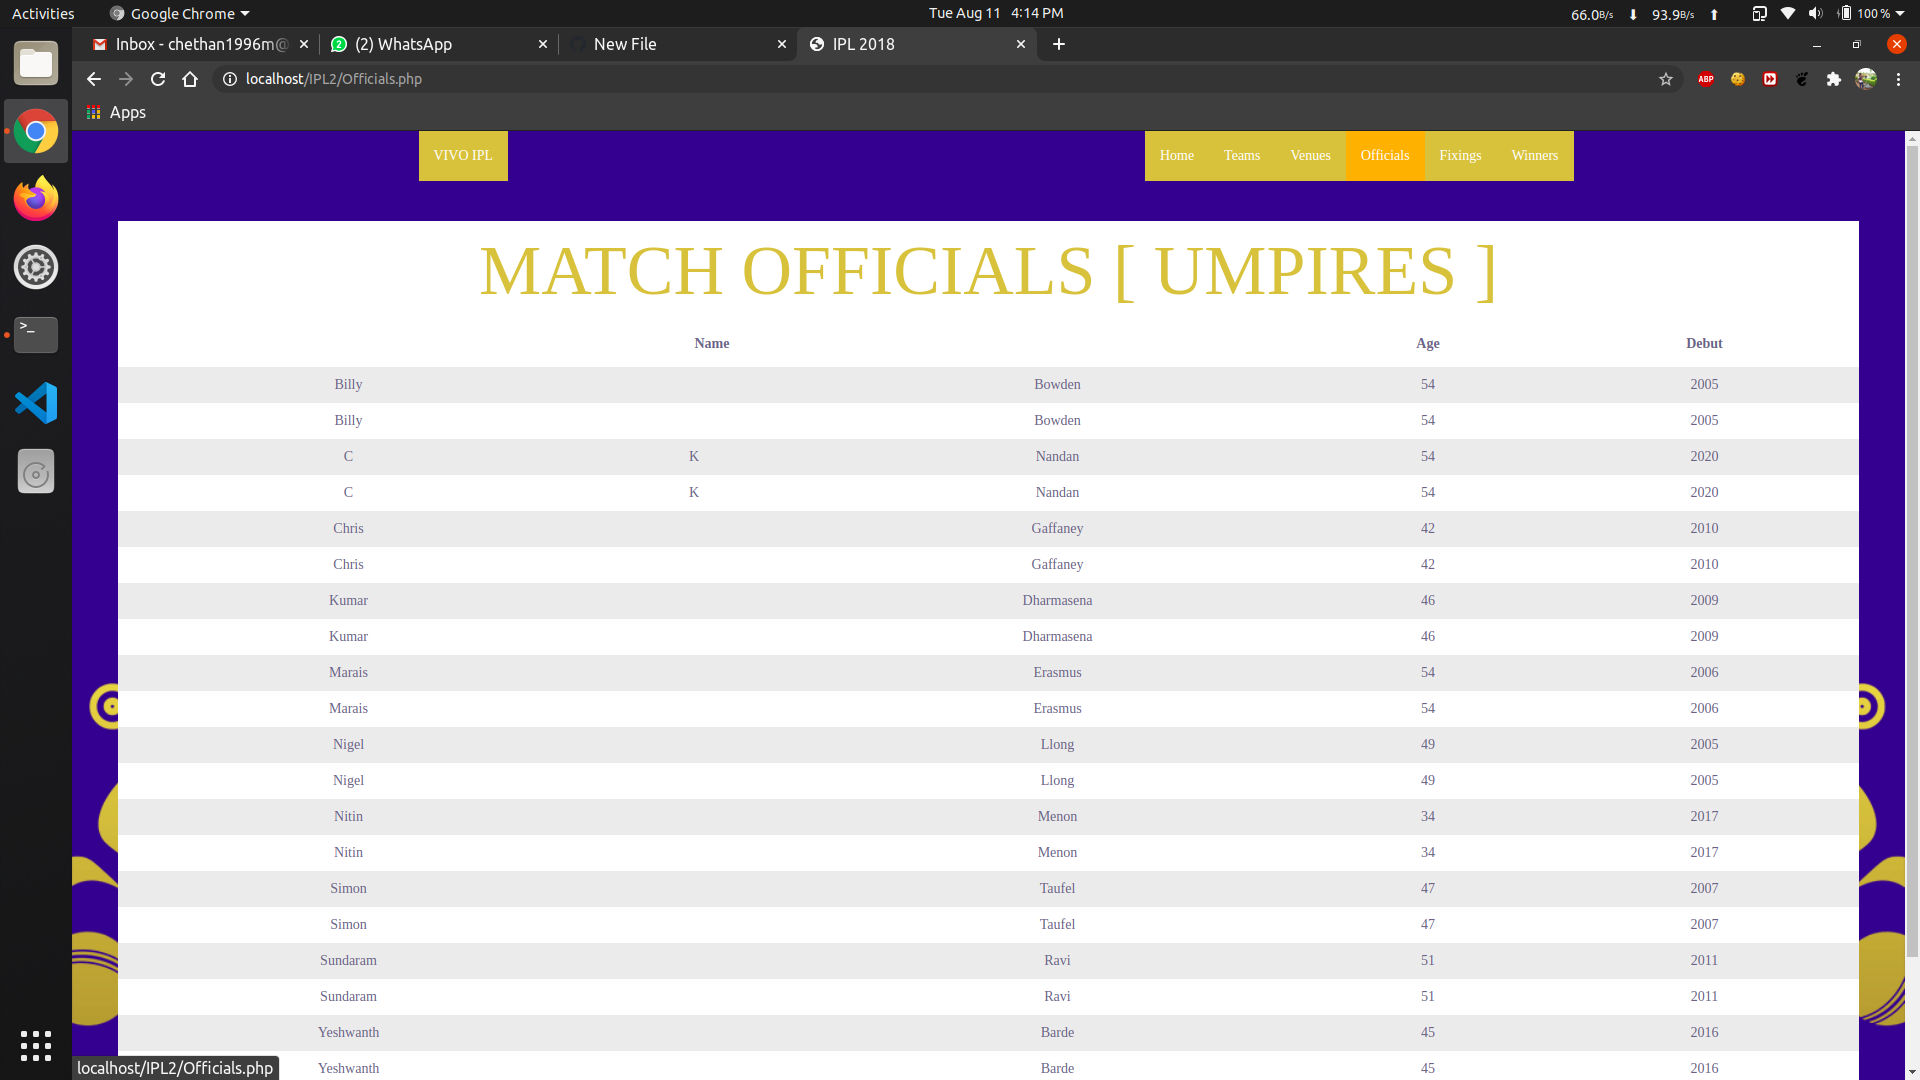 Activities Google Chrome Tue Aug 11 4:14 PM 66.0B/s 93.9B/s 100 %
Inbox - chethan1996m@ (2) WhatsApp New File IPL 2018
localhost/IPL2/Officials.php ABP
Apps
VIVO IPL Home Teams Venues Officials Fixings Winners
MATCH OFFICIALS [ UMPIRES ]
Name Age Debut
Billy Bowden 54 2005
Billy Bowden 54 2005
C K Nandan 54 2020
C K Nandan 54 2020
Chris Gaffaney 42 2010
Chris Gaffaney 42 2010
Kumar Dharmasena 46 2009
Kumar Dharmasena 46 2009
Marais Erasmus 54 2006
Marais Erasmus 54 2006
Nigel Llong 49 2005
Nigel Llong 49 2005
Nitin Menon 34 2017
Nitin Menon 34 2017
Simon Taufel 47 2007
Simon Taufel 47 2007
Sundaram Ravi 51 2011
Sundaram Ravi 51 2011
Yeshwanth Barde 45 2016
Yeshwanth Barde 45 2016
localhost/IPL2/Officials.php